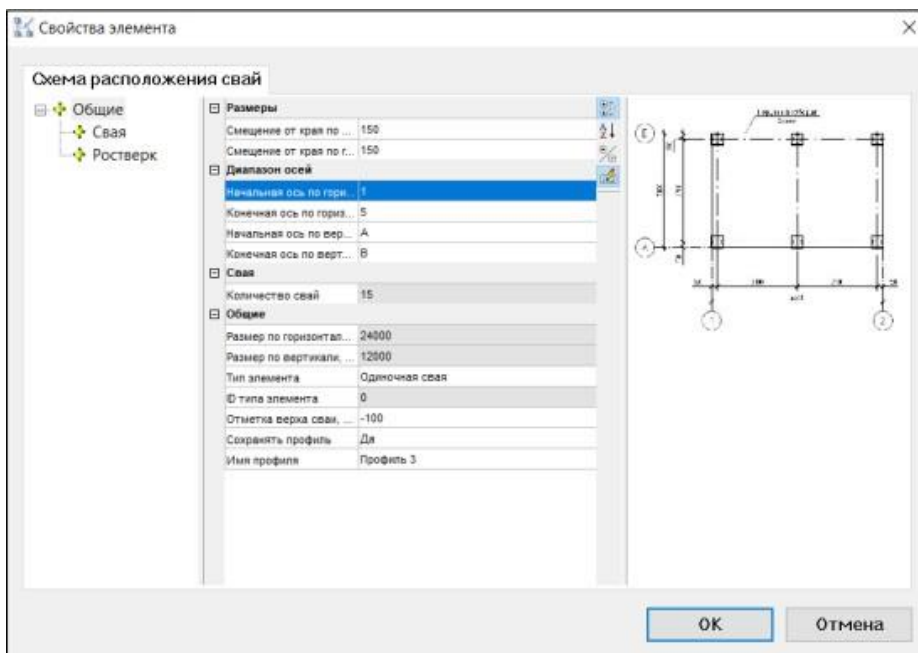 Свойства элемента
Схема расположения свай
Общие
Свая
Ростверк
Размеры
Смещение от края по ... 150
Смещение от края по г... 150
Диапазон осей
Начальная ось по гори... 1
Конечная ось по гориз... 5
Начальная ось по вер... А
Конечная ось по верт... В
Свая
Количество свай 15
Общие
Размер по горизонтал... 24000
Размер по вертикали, ... 12000
Тип элемента Одиночная свая
ID типа элемента 0
Отметка верха сваи, ... -100
Сохранять профиль Да
Имя профиля Профиль 3
Б
А
1
2
OK
Отмена